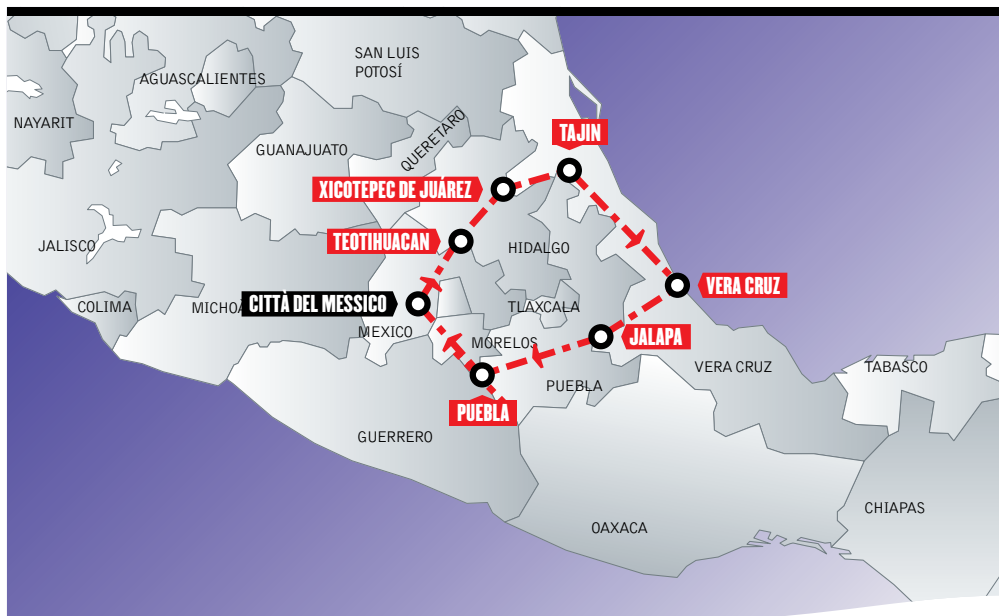 SAN LUIS
POTOSÍ
AGUASCALIENTES
NAYARIT
TAJIN
QUERETARO
GUANAJUATO
XICOTEPEC DE JUÁREZ
TEOTIHUACAN
JALISCO
HIDALGO
VERA CRUZ
COLIMA
CITTÀ DEL MESSICO
TLAXCALA
MEXICO
MORELOS
JALAPA
VERA CRUZ
TABASCO
PUEBLA
PUEBLA
GUERRERO
CHIAPAS
OAXACA